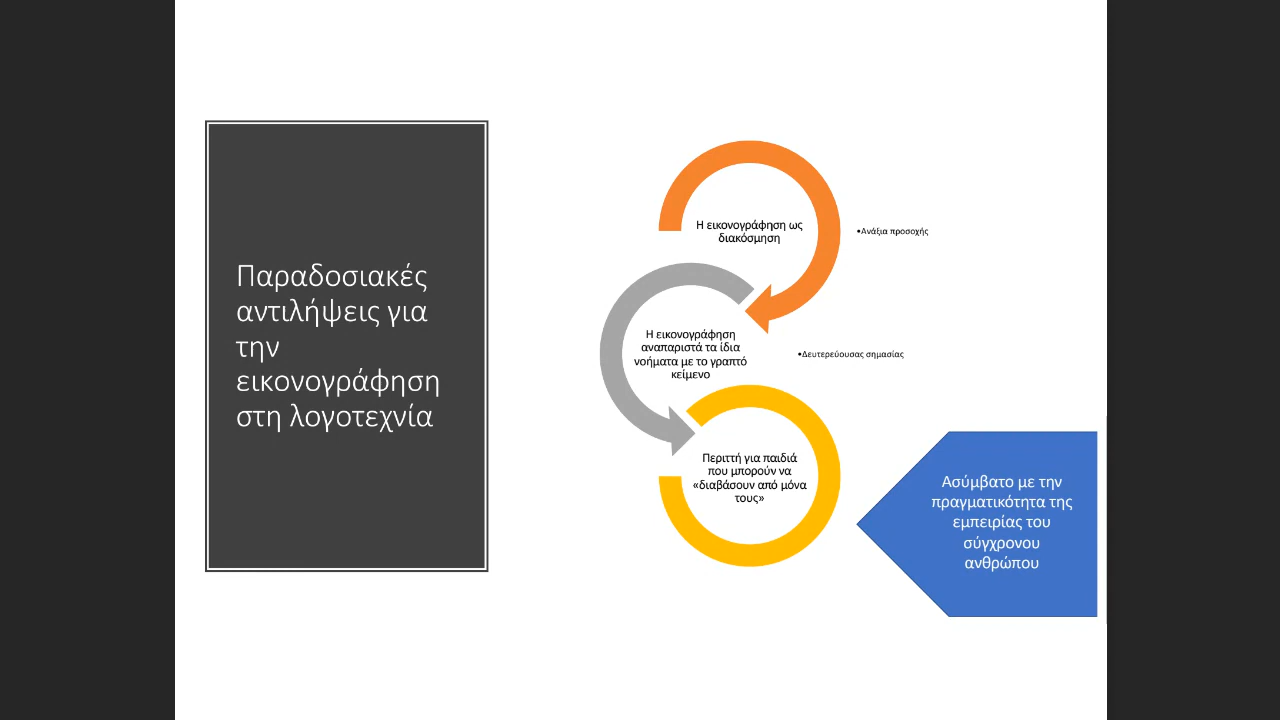 Παραδοσιακές
αντιλήψεις για
την
εικονογράφηση
στη λογοτεχνία
Η εικονογράφηση ως
διακόσμηση
•Ανάξια προσοχής
Η εικονογράφηση
αναπαριστά τα ίδια
νοήματα με το γραπτό
κείμενο
•Δευτερεύουσας σημασίας
Περιττή για παιδιά
που μπορούν να
«διαβάσουν από μόνα
τους»
Ασύμβατο με την
πραγματικότητα της
εμπειρίας του
σύγχρονου
ανθρώπου